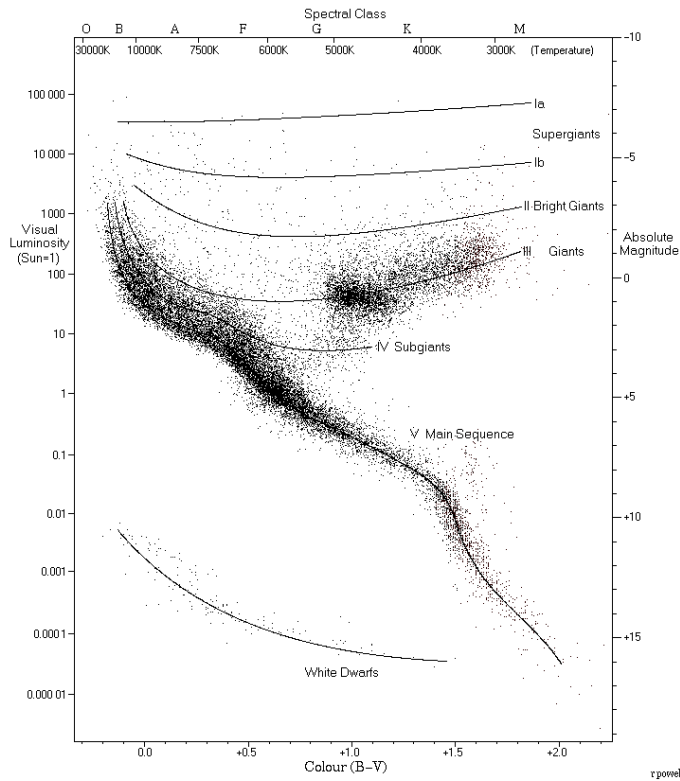 Spectral Class
O B A F G K M
30000K 10000K 7500K 6000K 5000K 4000K 3000K (Temperature)
-10
100 000
Ia
Supergiants
10 000
-5
Ib
1000
II Bright Giants
Visual
Luminosity
(Sun=1)
Absolute
Magnitude
III Giants
100
0
10
IV Subgiants
1
+5
V Main Sequence
0.1
0.01
+10
0.001
0.0001
+15
White Dwarfs
0.000 01
0.0 +0.5 +1.0 +1.5 +2.0
Colour (B-V)
r powel